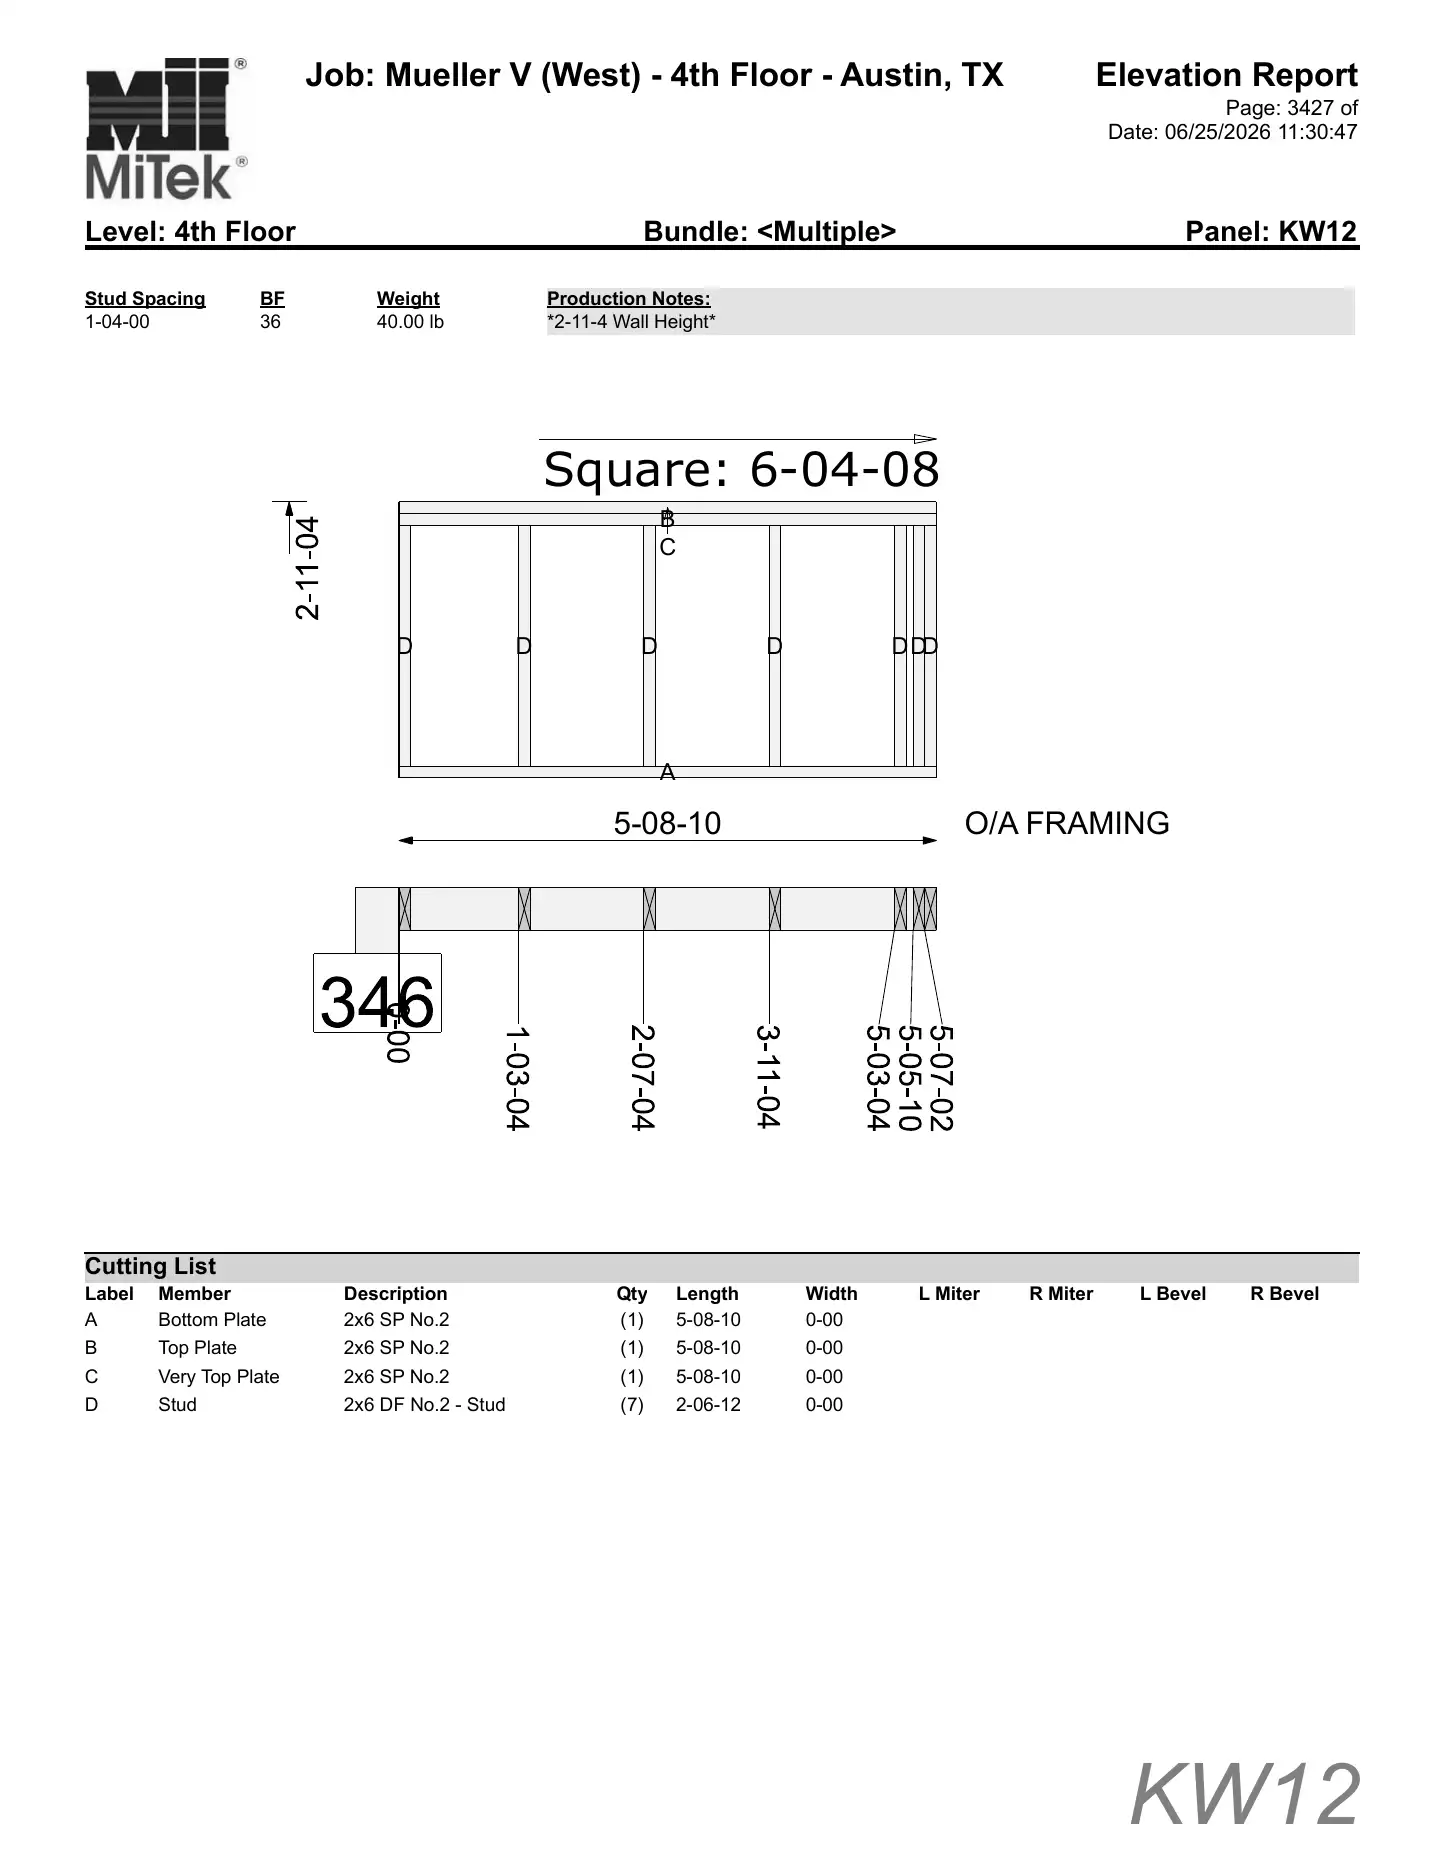 Job: Mueller V (West) - 4th Floor - Austin, TX
Elevation Report
Page: 3427 of
Date: 06/25/2026 11:30:47
MiTek®
Level: 4th Floor
Bundle: <Multiple>
Panel: KW12
Stud Spacing BF Weight Production Notes:
1-04-00 36 40.00 lb *2-11-4 Wall Height*
Square: 6-04-08
2-11-04
B
C
D D D D D D D
A
5-08-10 O/A FRAMING
346
0-00 1-03-04 2-07-04 3-11-04 5-03-04 5-05-10 5-07-02
Cutting List
Label Member Description Qty Length Width L Miter R Miter L Bevel R Bevel
A Bottom Plate 2x6 SP No.2 (1) 5-08-10 0-00
B Top Plate 2x6 SP No.2 (1) 5-08-10 0-00
C Very Top Plate 2x6 SP No.2 (1) 5-08-10 0-00
D Stud 2x6 DF No.2 - Stud (7) 2-06-12 0-00
KW12